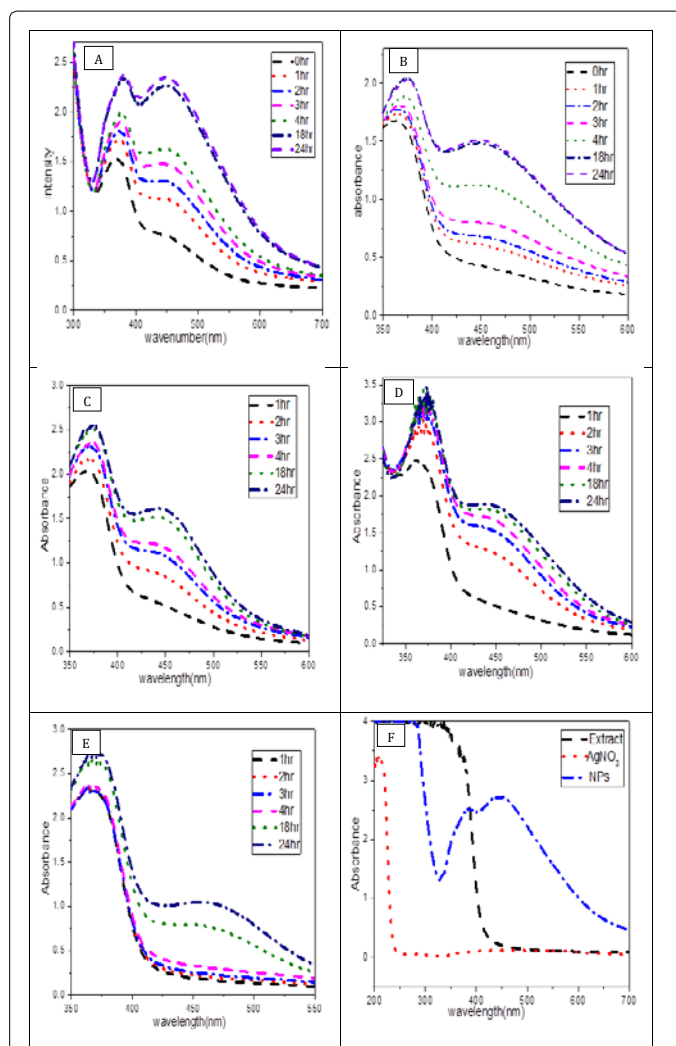 A
0hr
1hr
2hr
3hr
4hr
18hr
24hr
2.5
2.0
1.5
1.0
0.5
0.0
Intensity
300
400
500
600
700
wavenumber(nm)
B
0hr
1hr
2hr
3hr
4hr
18hr
24hr
2.0
1.5
1.0
0.5
0.0
absorbance
350
400
450
500
550
600
wavelength(nm)
C
1hr
2hr
3hr
4hr
18hr
24hr
3.0
2.5
2.0
1.5
1.0
0.5
0.0
Absorbance
350
400
450
500
550
600
wavelength(nm)
D
1hr
2hr
3hr
4hr
18hr
24hr
3.5
3.0
2.5
2.0
1.5
1.0
0.5
0.0
Absorbance
350
400
450
500
550
600
wavelength(nm)
E
1hr
2hr
3hr
4hr
18hr
24hr
3.0
2.5
2.0
1.5
1.0
0.5
0.0
Absorbance
350
400
450
500
550
wavelength(nm)
F
Extract
AgNO3
NPs
4
3
2
1
0
Absorbance
200
300
400
500
600
700
wavelength(nm)